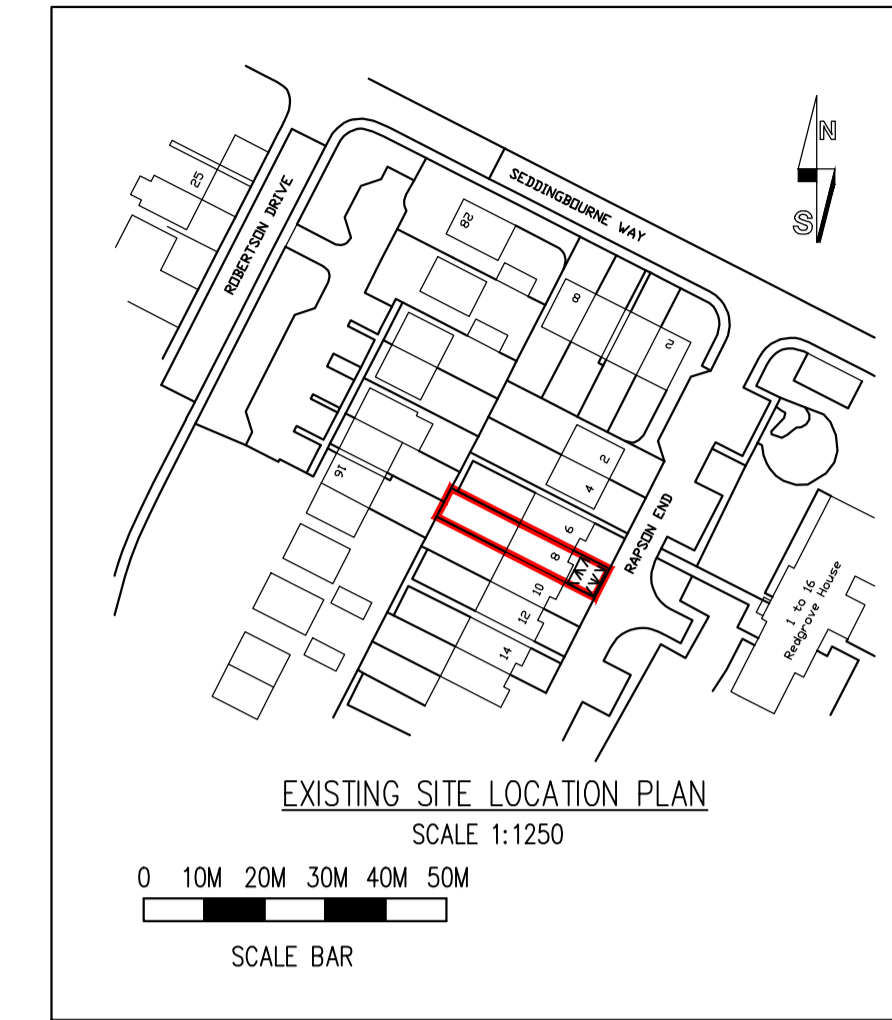 N
S
SEDDINGBOURNE WAY
ROBERTSON DRIVE
25
28
8
2
2
4
16
6
8
10
12
14
RAPSON END
1 to 16
Redgrove House
EXISTING SITE LOCATION PLAN
SCALE 1:1250
0 10M 20M 30M 40M 50M
SCALE BAR